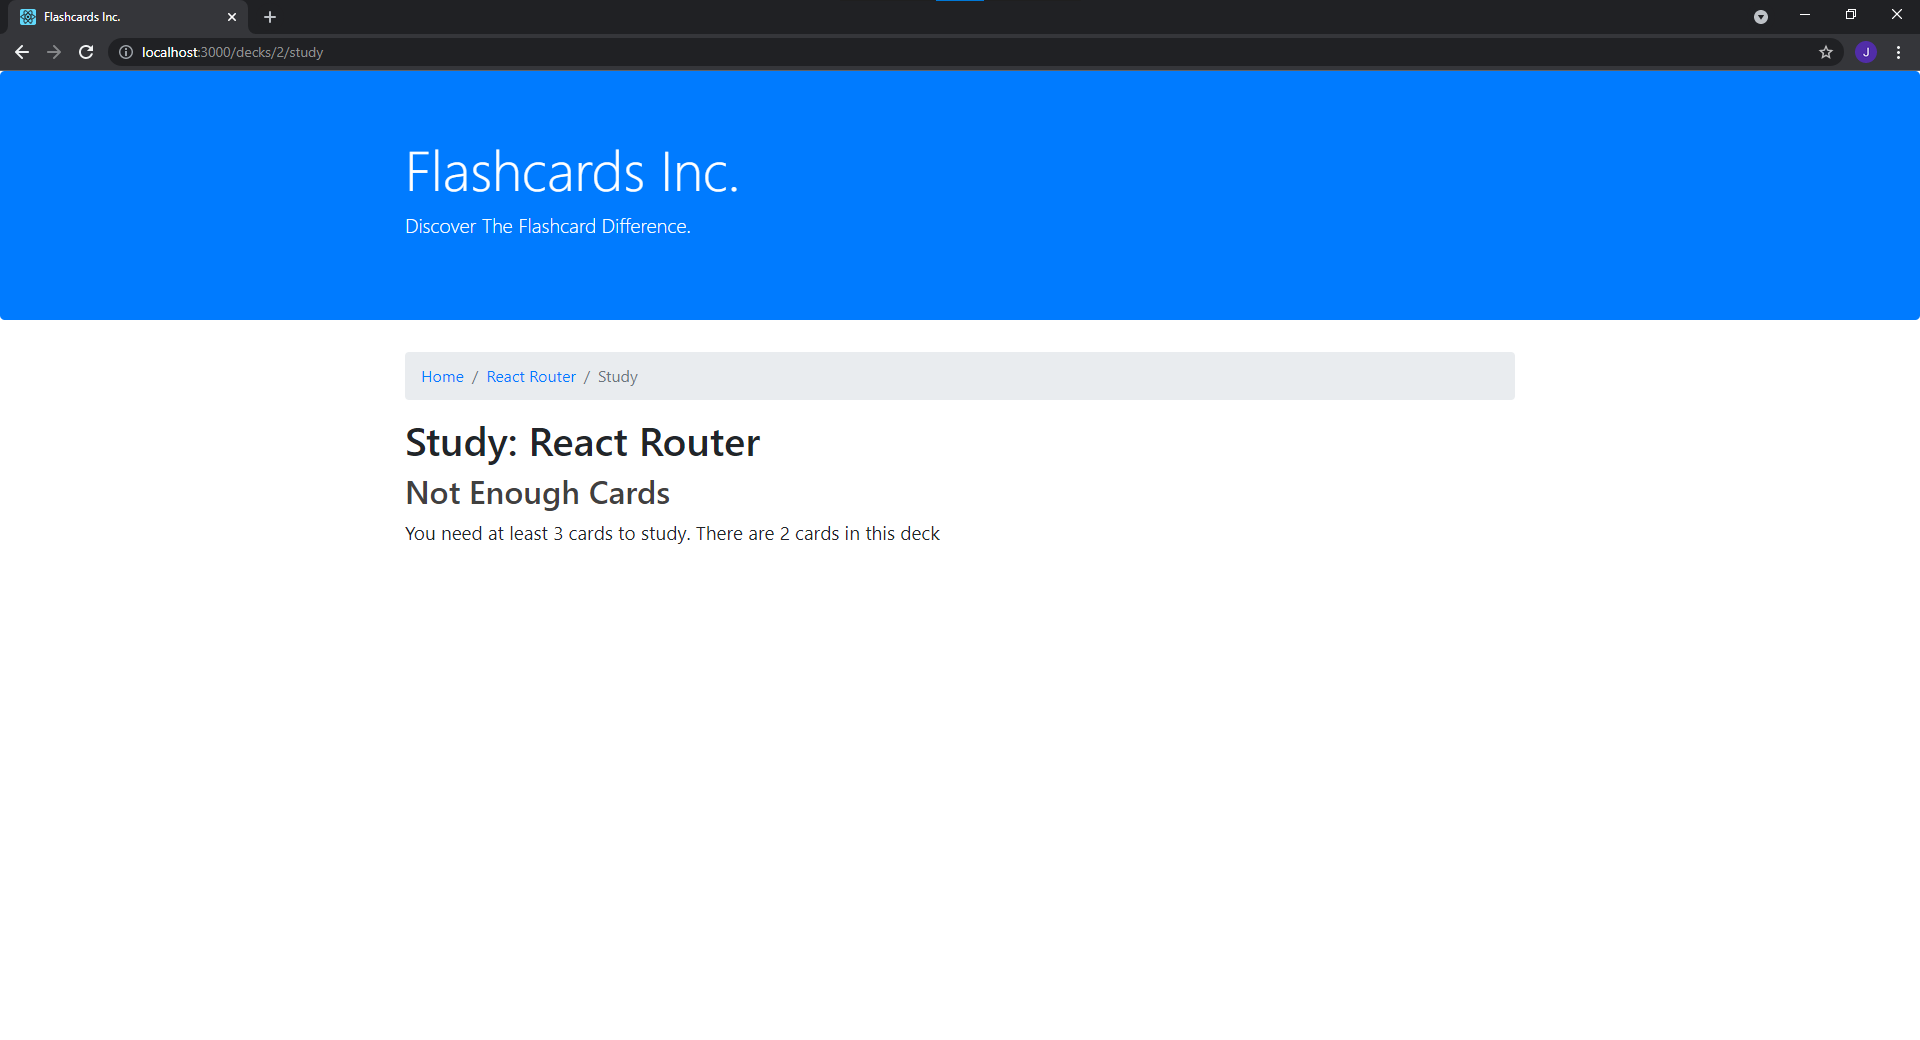 Flashcards Inc.
localhost:3000/decks/2/study
J
Flashcards Inc.
Discover The Flashcard Difference.
Home / React Router / Study
Study: React Router
Not Enough Cards
You need at least 3 cards to study. There are 2 cards in this deck